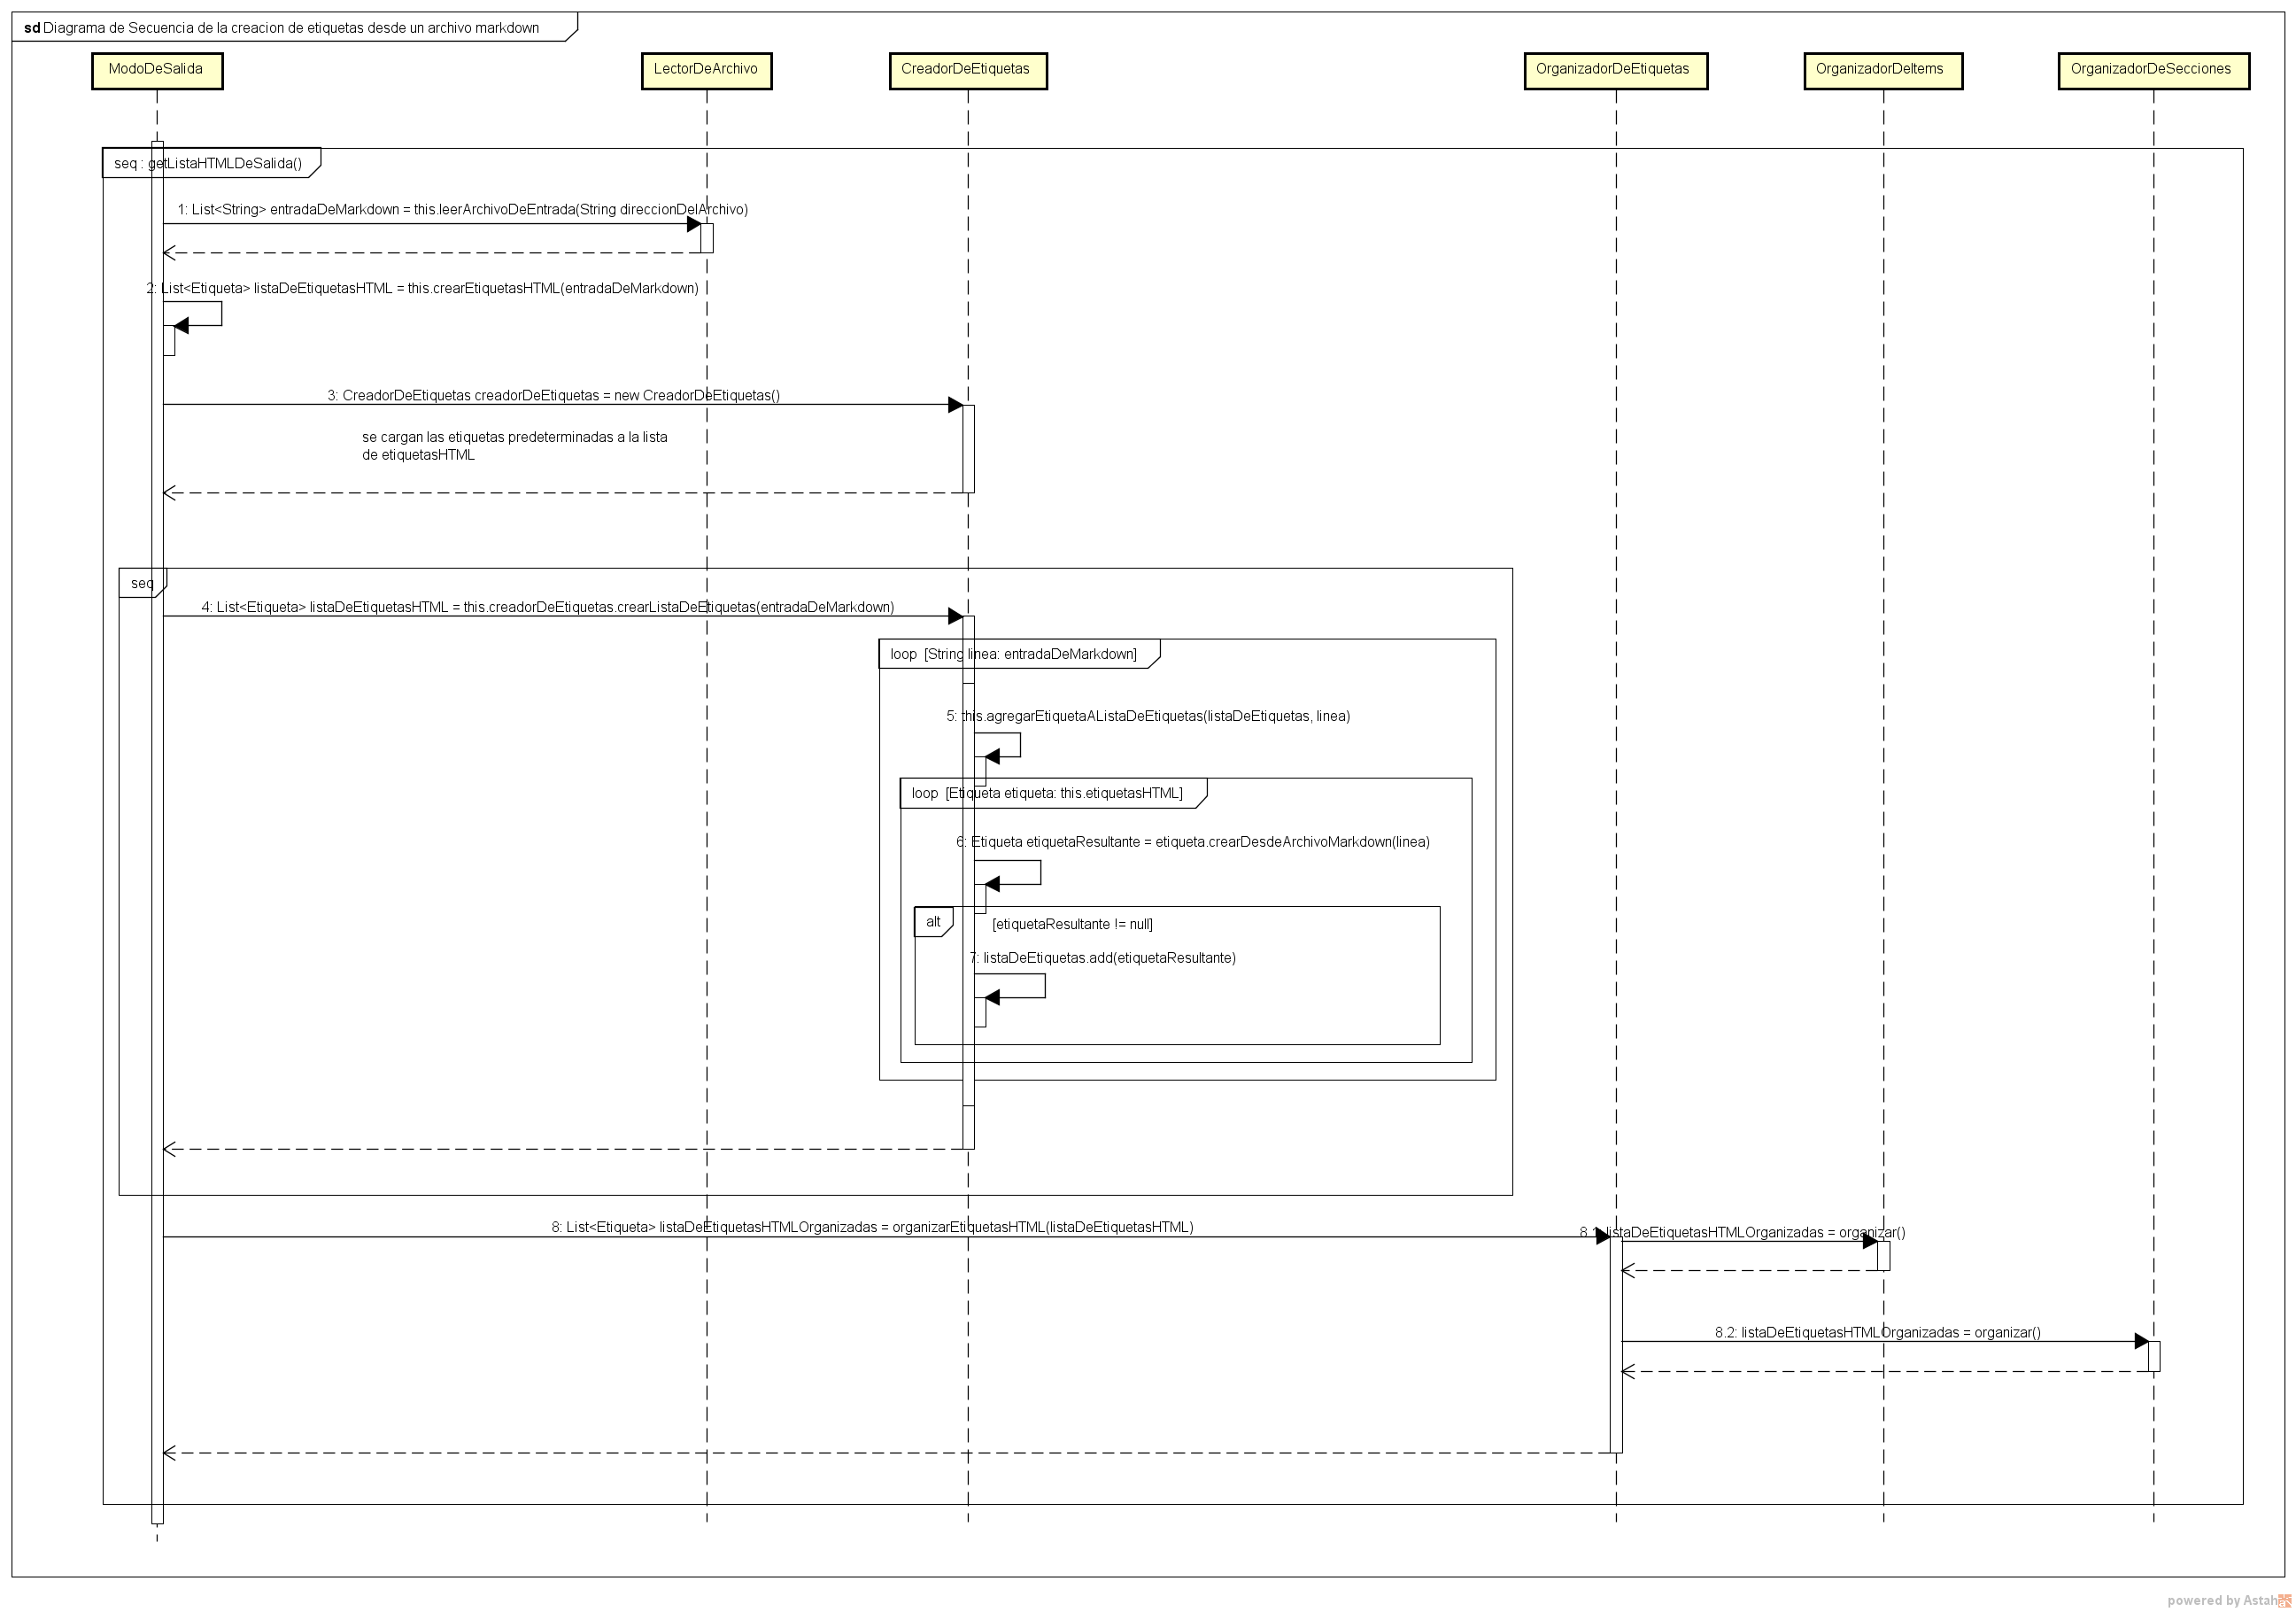 sd Diagrama de Secuencia de la creacion de etiquetas desde un archivo markdown
ModoDeSalida
LectorDeArchivo
CreadorDeEtiquetas
OrganizadorDeEtiquetas
OrganizadorDeItems
OrganizadorDeSecciones
seq : getListaHTMLDeSalida()
1: List<String> entradaDeMarkdown = this.leerArchivoDeEntrada(String direccionDelArchivo)
2: List<Etiqueta> listaDeEtiquetasHTML = this.crearEtiquetasHTML(entradaDeMarkdown)
3: CreadorDeEtiquetas creadorDeEtiquetas = new CreadorDeEtiquetas()
se cargan las etiquetas predeterminadas a la lista
de etiquetasHTML
seq
4: List<Etiqueta> listaDeEtiquetasHTML = this.creadorDeEtiquetas.crearListaDeEtiquetas(entradaDeMarkdown)
loop [String linea: entradaDeMarkdown]
5: this.agregarEtiquetaAListaDeEtiquetas(listaDeEtiquetas, linea)
loop [Etiqueta etiqueta: this.etiquetasHTML]
6: Etiqueta etiquetaResultante = etiqueta.crearDesdeArchivoMarkdown(linea)
alt [etiquetaResultante != null]
7: listaDeEtiquetas.add(etiquetaResultante)
8: List<Etiqueta> listaDeEtiquetasHTMLOrganizadas = organizarEtiquetasHTML(listaDeEtiquetasHTML)
8.1: listaDeEtiquetasHTMLOrganizadas = organizar()
8.2: listaDeEtiquetasHTMLOrganizadas = organizar()
powered by Astah